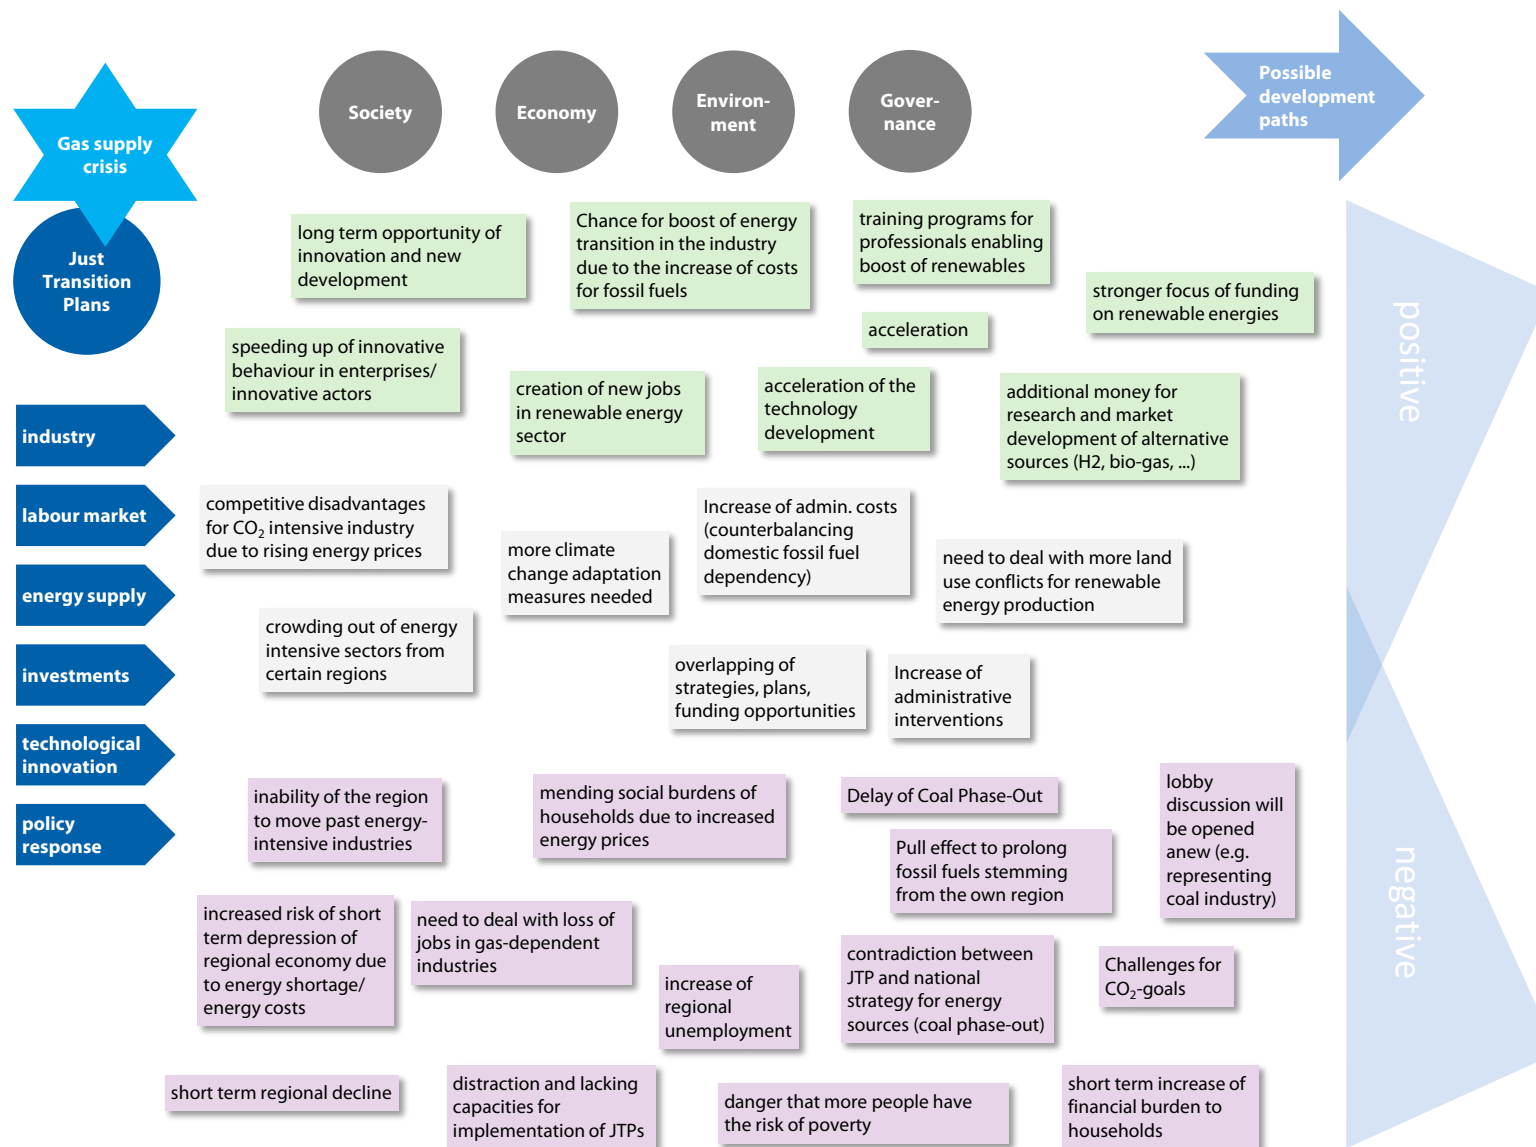 Gas supply
crisis
Society
Economy
Environ-
ment
Gover-
nance
Possible
development
paths
Just
Transition
Plans
industry
labour market
energy supply
investments
technological
innovation
policy
response
long term opportunity of
innovation and new
development
Chance for boost of energy
transition in the industry
due to the increase of costs
for fossil fuels
training programs for
professionals enabling
boost of renewables
stronger focus of funding
on renewable energies
acceleration
speeding up of innovative
behaviour in enterprises/
innovative actors
creation of new jobs
in renewable energy
sector
acceleration of the
technology
development
additional money for
research and market
development of alternative
sources (H2, bio-gas, ...)
positive
competitive disadvantages
for CO₂ intensive industry
due to rising energy prices
more climate
change adaptation
measures needed
Increase of admin. costs
(counterbalancing
domestic fossil fuel
dependency)
need to deal with more land
use conflicts for renewable
energy production
crowding out of energy
intensive sectors from
certain regions
overlapping of
strategies, plans,
funding opportunities
Increase of
administrative
interventions
inability of the region
to move past energy-
intensive industries
mending social burdens of
households due to increased
energy prices
Delay of Coal Phase-Out
lobby
discussion will
be opened
anew (e.g.
representing
coal industry)
Pull effect to prolong
fossil fuels stemming
from the own region
negative
increased risk of short
term depression of
regional economy due
to energy shortage/
energy costs
need to deal with loss of
jobs in gas-dependent
industries
increase of
regional
unemployment
contradiction between
JTP and national
strategy for energy
sources (coal phase-out)
Challenges for
CO₂-goals
short term regional decline
distraction and lacking
capacities for
implementation of JTPs
danger that more people have
the risk of poverty
short term increase of
financial burden to
households